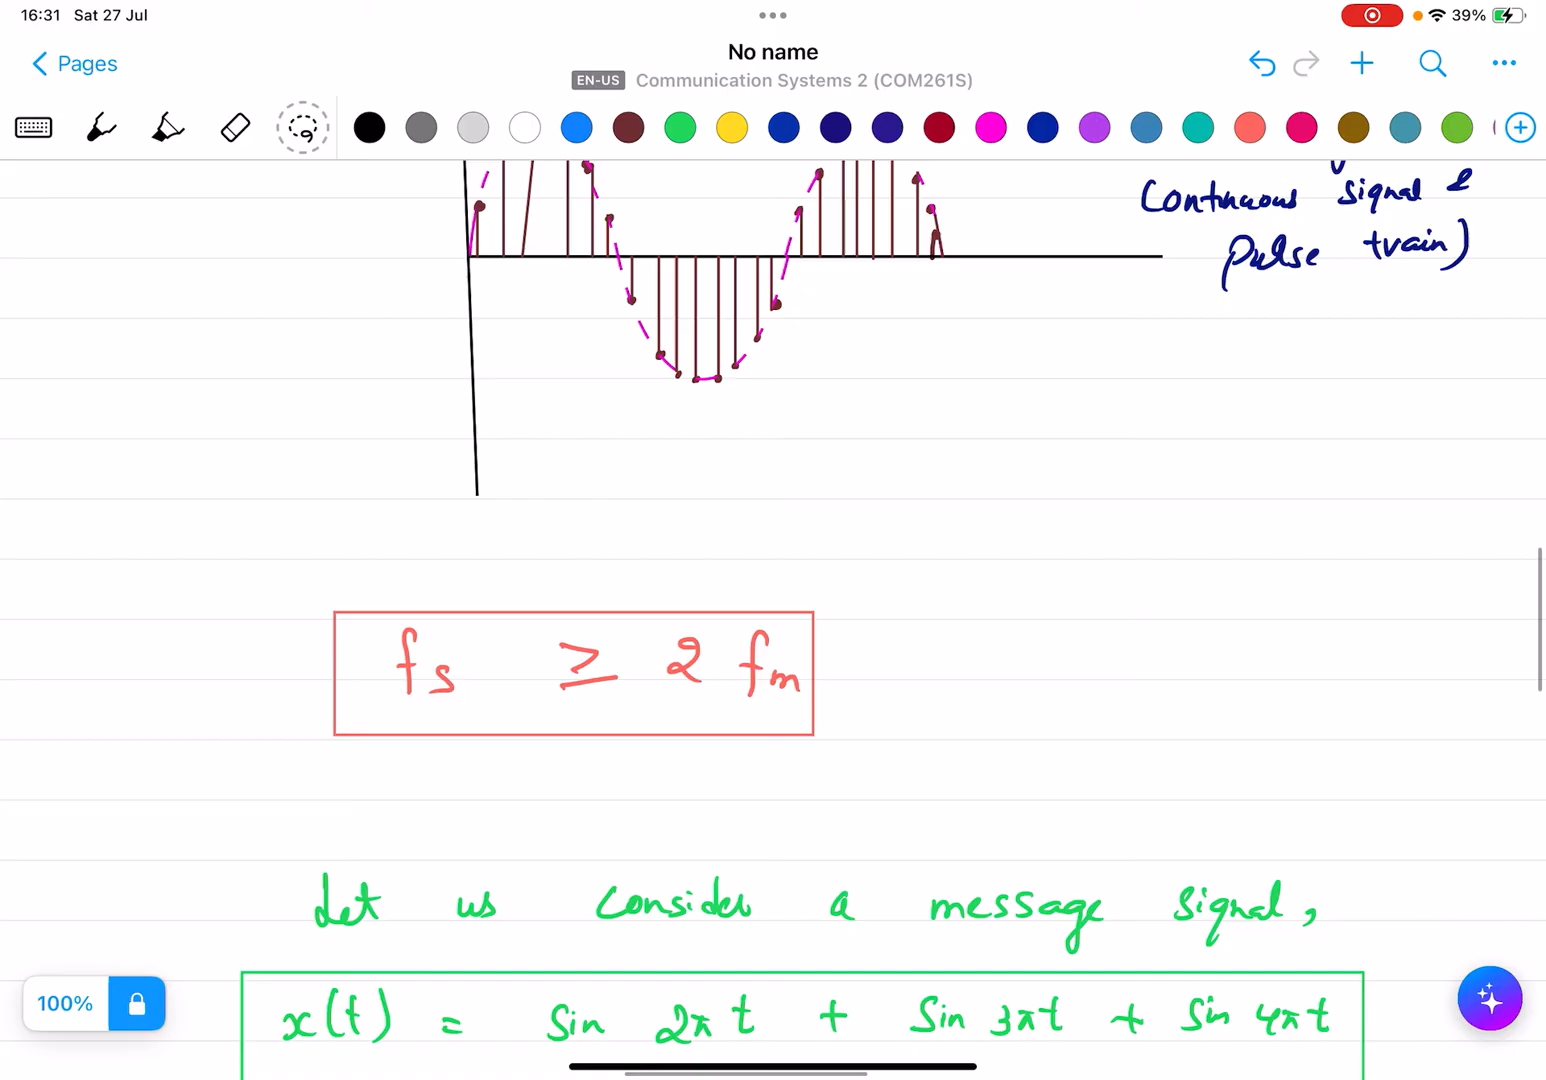 16:31 Sat 27 Jul
39%
Pages
No name
EN-US Communication Systems 2 (COM261S)
Continuous signal &
pulse train)
fs ≥ 2 fm
Let us consider a message signal,
100%
x(t) = Sin 2πt + Sin 3πt + Sin 4πt